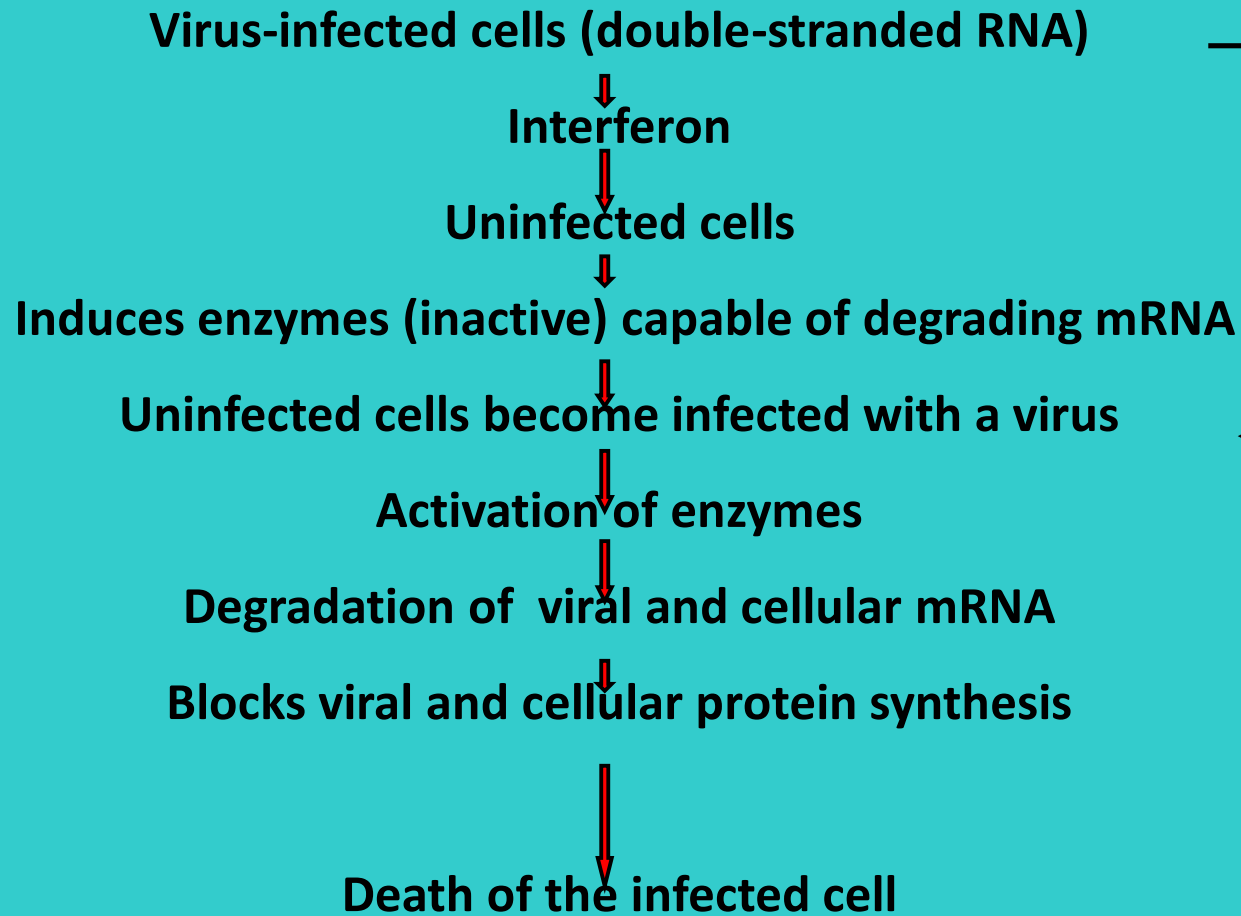 Virus-infected cells (double-stranded RNA)
Interferon
Uninfected cells
Induces enzymes (inactive) capable of degrading mRNA
Uninfected cells become infected with a virus
Activation of enzymes
Degradation of  viral and cellular mRNA
Blocks viral and cellular protein synthesis
Death of the infected cell